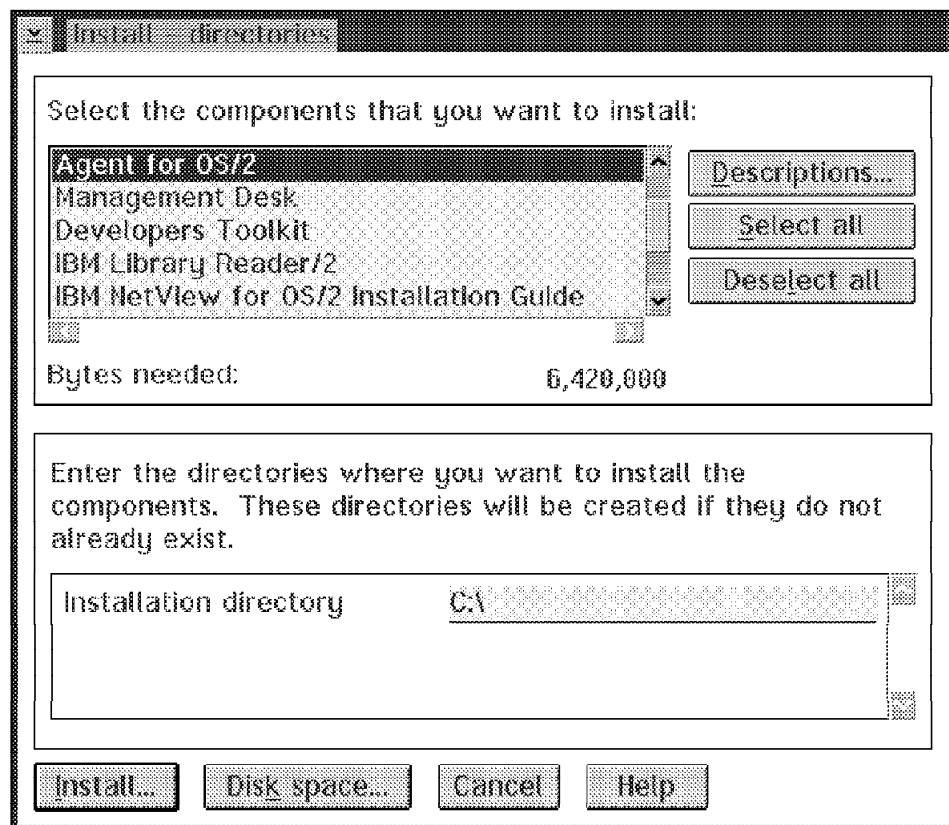 Install - directories
Select the components that you want to install:
Agent for OS/2
Management Desk
Developers Toolkit
IBM Library Reader/2
IBM NetView for OS/2 Installation Guide
Descriptions...
Select all
Deselect all
Bytes needed: 6,420,000
Enter the directories where you want to install the
components. These directories will be created if they do not
already exist.
Installation directory C:\
Install... Disk space... Cancel Help